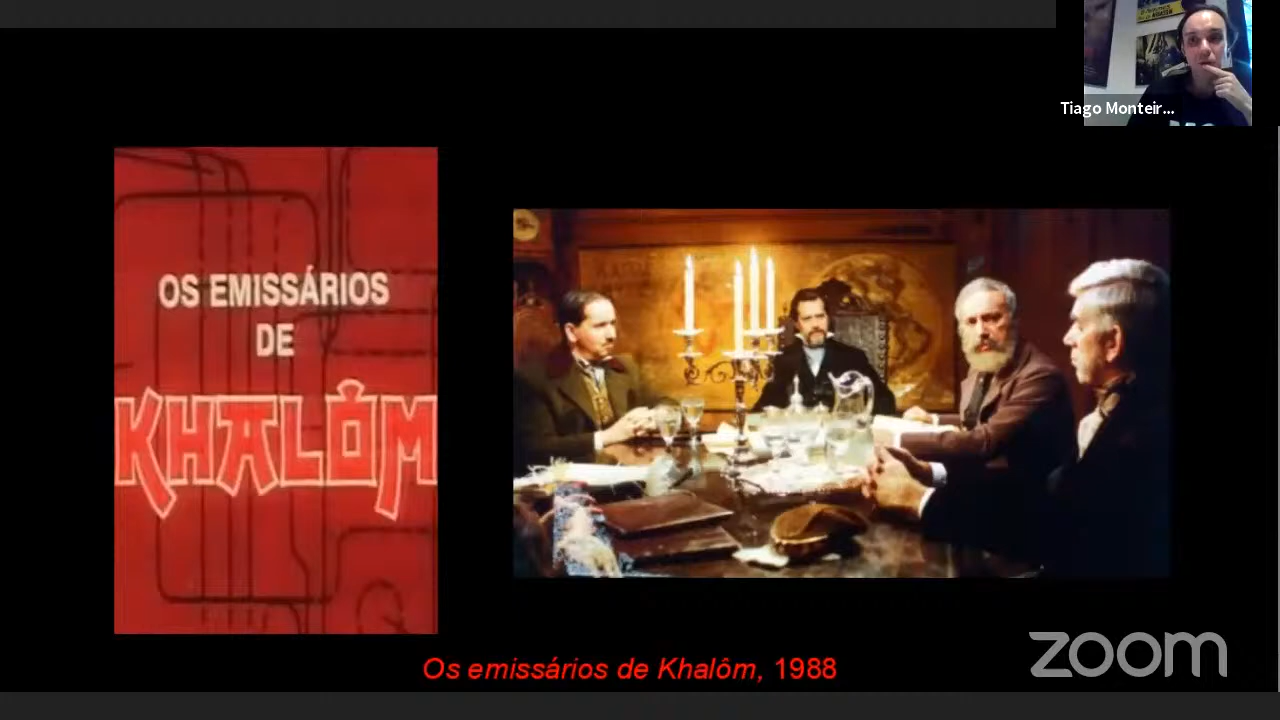 Tiago Monteir...
OS EMISSÁRIOS
DE
KHALÔM
Os emissários de Khalôm, 1988
zoom